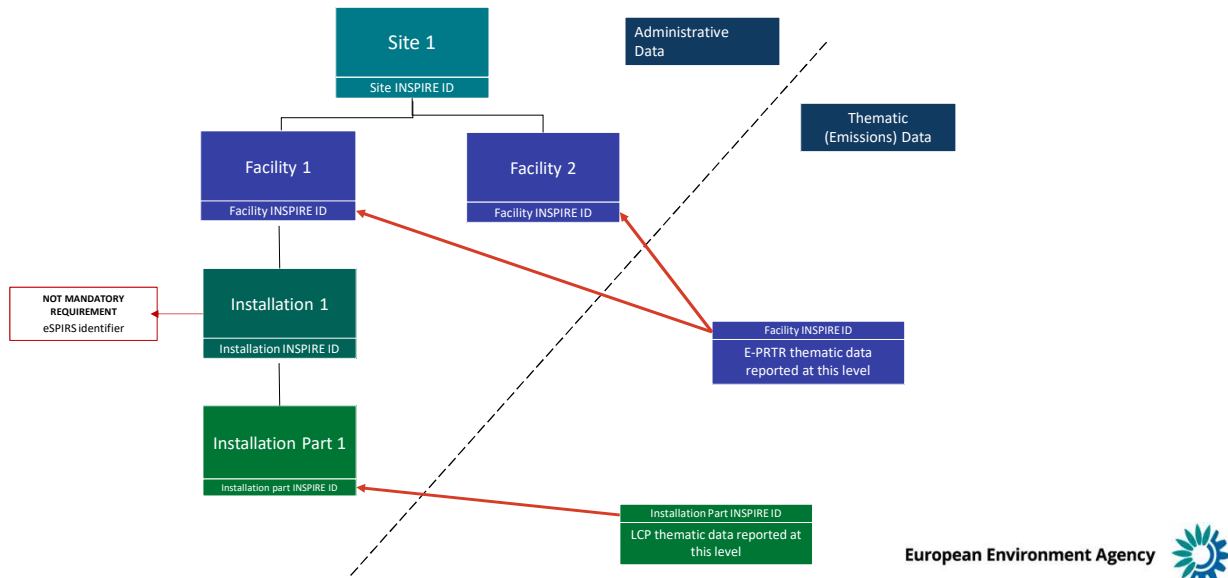 Site 1
Site INSPIRE ID
Administrative
Data
Thematic
(Emissions) Data
Facility 1
Facility INSPIRE ID
Facility 2
Facility INSPIRE ID
NOT MANDATORY
REQUIREMENT
eSPIRS identifier
Installation 1
Installation INSPIRE ID
Facility INSPIRE ID
E-PRTR thematic data
reported at this level
Installation Part 1
Installation part INSPIRE ID
Installation Part INSPIRE ID
LCP thematic data reported at
this level
European Environment Agency